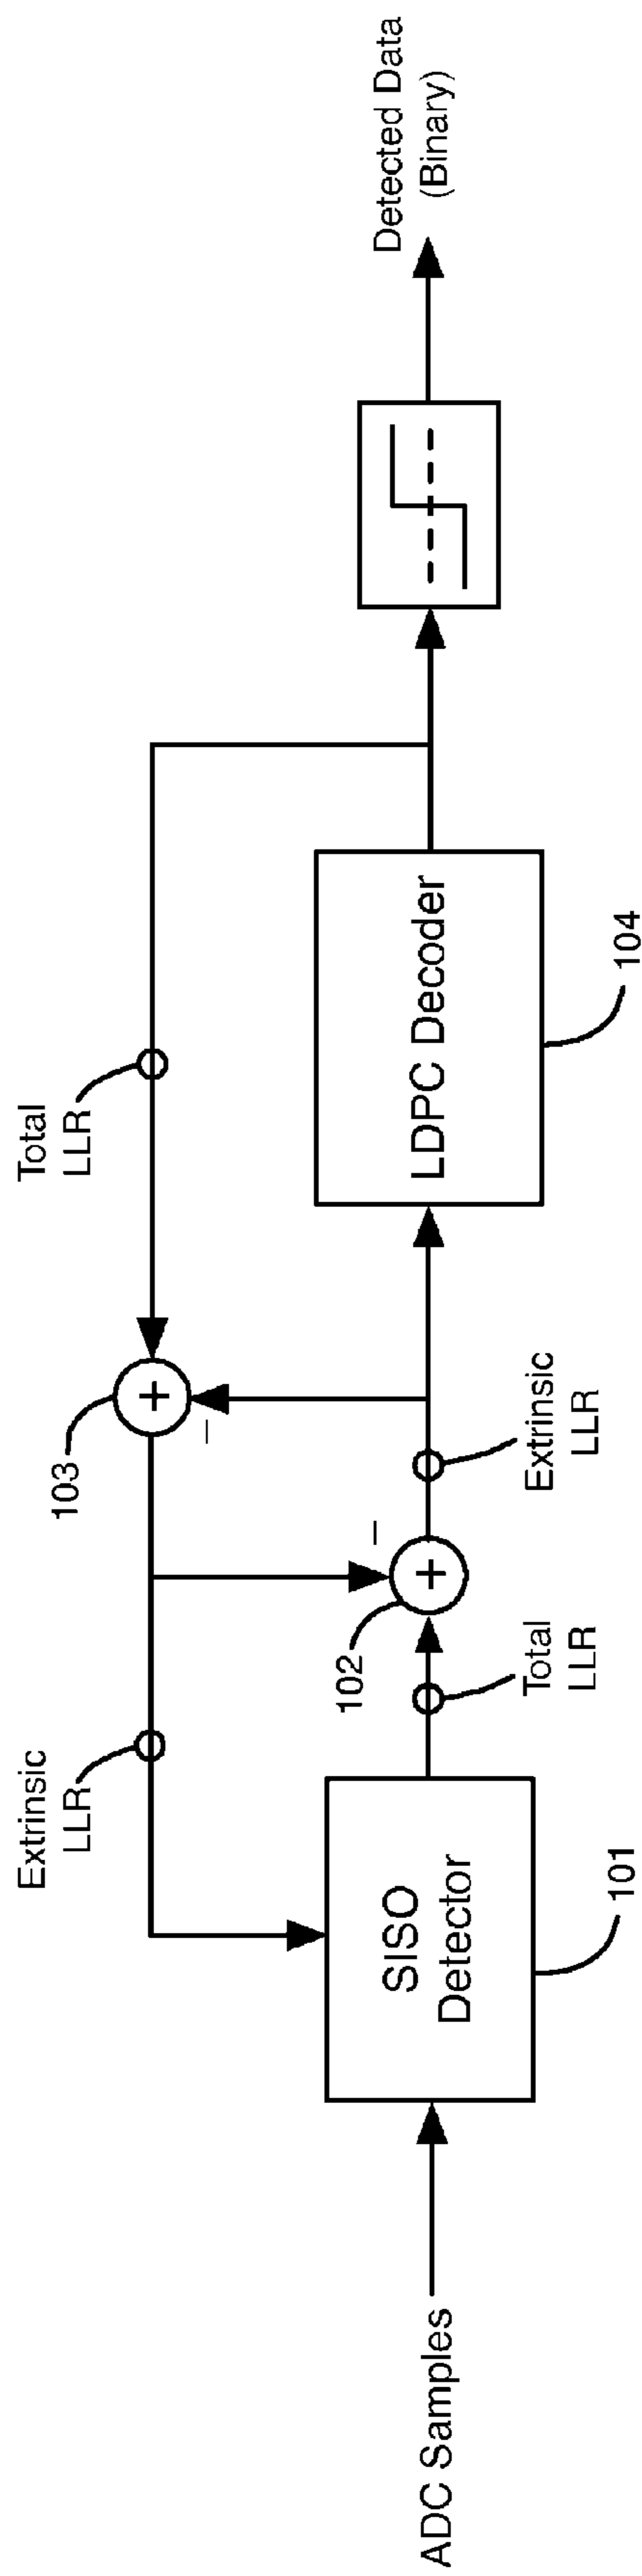 ADC Samples
SISO
Detector
101
Extrinsic
LLR
Total
LLR
102
+
−
Extrinsic
LLR
103
+
−
Total
LLR
LDPC Decoder
104
Detected Data
(Binary)